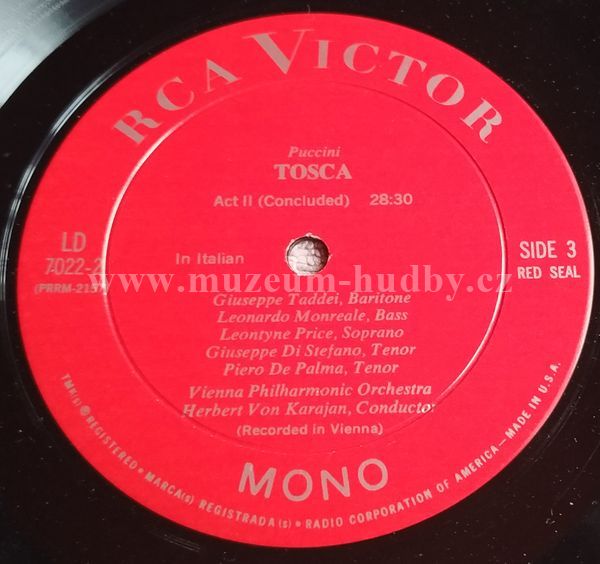 RCA VICTOR
Puccini
TOSCA
Act II (Concluded) 28:30
LD
7022-2
(PRRM-2157)
In Italian
SIDE 3
RED SEAL
www.muzeum-hudby.cz
Giuseppe Taddei, Baritone
Leonardo Monreale, Bass
Leontyne Price, Soprano
Giuseppe Di Stefano, Tenor
Piero De Palma, Tenor
Vienna Philharmonic Orchestra
Herbert Von Karajan, Conductor
(Recorded in Vienna)
MONO
TMK(s) ® REGISTERED • MARCA(s) REGISTRADA(s) • RADIO CORPORATION OF AMERICA—MADE IN U.S.A.